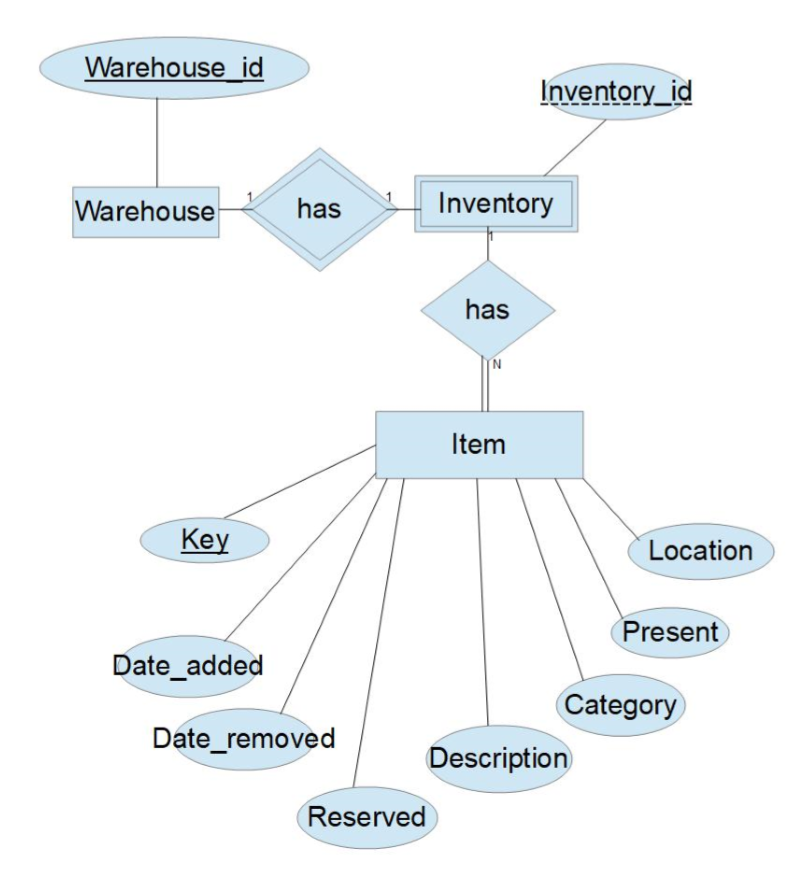 Warehouse_id
Inventory_id
Warehouse
1
has
1
Inventory
1
has
N
Item
Key
Location
Present
Date_added
Category
Date_removed
Description
Reserved